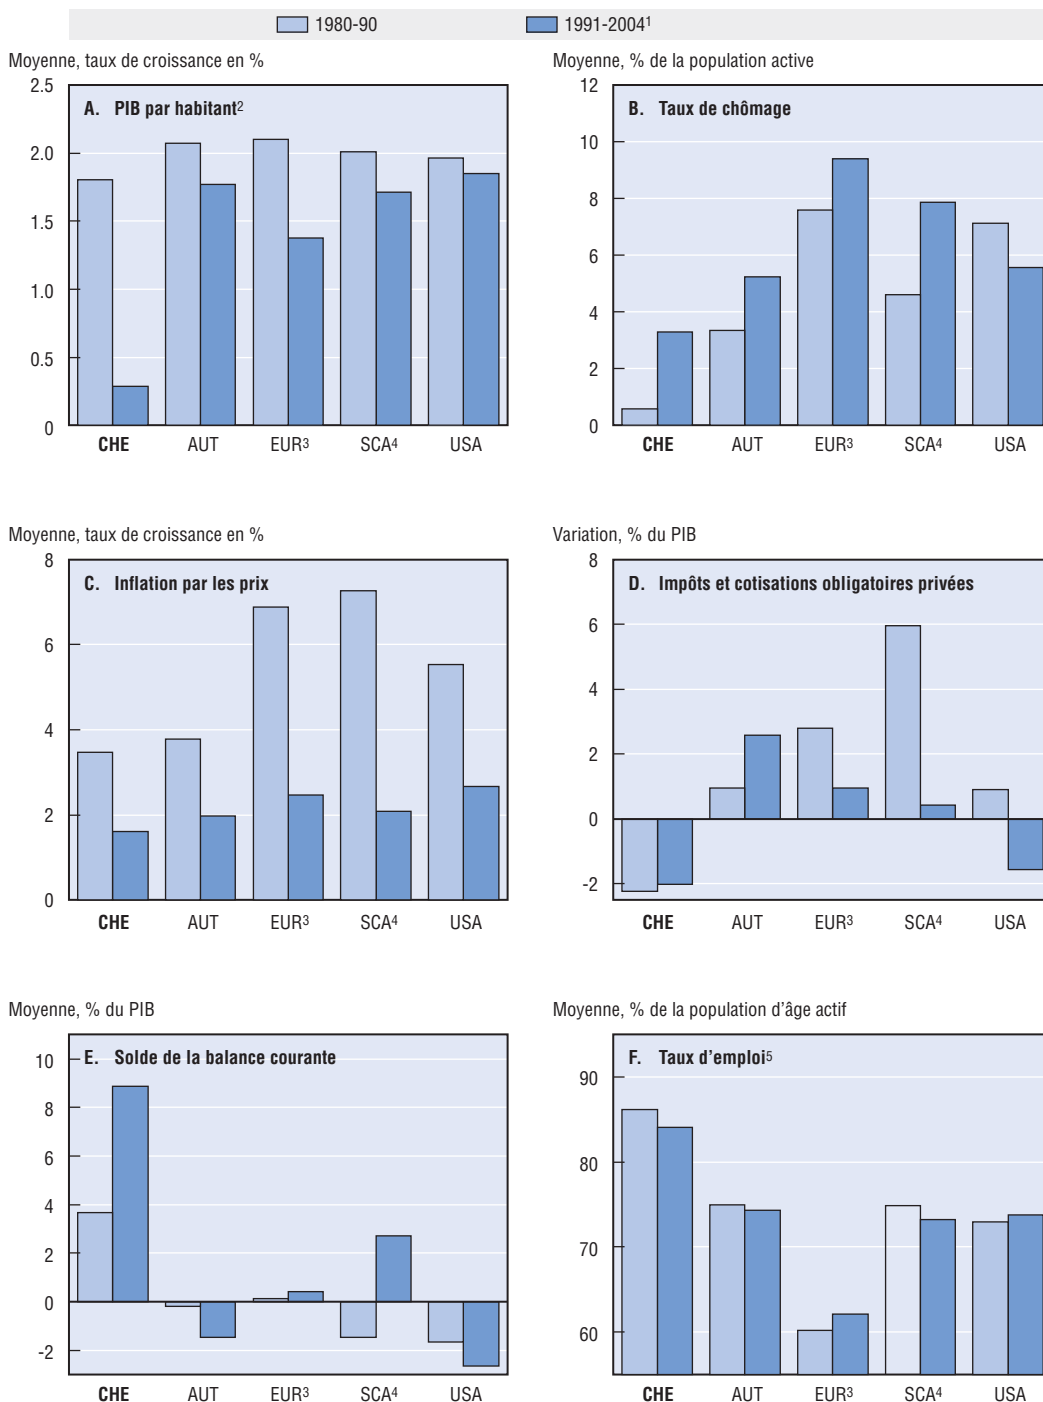 1980-90 1991-2004¹
Moyenne, taux de croissance en %
2.5
A. PIB par habitant²
2.0
1.5
1.0
0.5
0
CHE AUT EUR³ SCA⁴ USA
Moyenne, % de la population active
12
B. Taux de chômage
10
8
6
4
2
0
CHE AUT EUR³ SCA⁴ USA
Moyenne, taux de croissance en %
8
C. Inflation par les prix
6
4
2
0
CHE AUT EUR³ SCA⁴ USA
Variation, % du PIB
8
D. Impôts et cotisations obligatoires privées
6
4
2
0
-2
CHE AUT EUR³ SCA⁴ USA
Moyenne, % du PIB
10
E. Solde de la balance courante
8
6
4
2
0
-2
CHE AUT EUR³ SCA⁴ USA
Moyenne, % de la population d'âge actif
F. Taux d'emploi⁵
90
80
70
60
CHE AUT EUR³ SCA⁴ USA